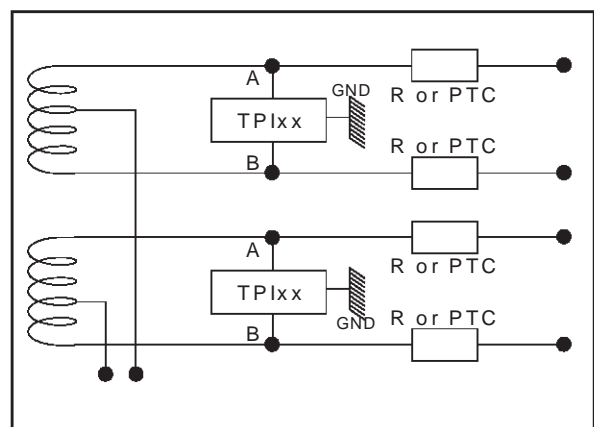 A
GND
R or PTC
TPIxx
R or PTC
B
A
R or PTC
TPIxx
GND
R or PTC
B